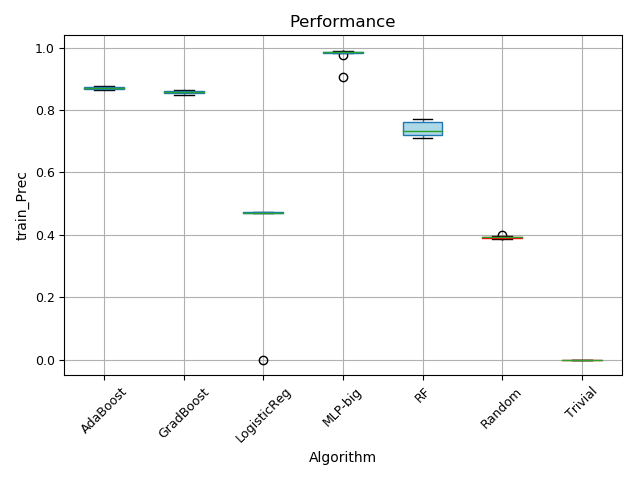 Performance
train_Prec
1.0
0.8
0.6
0.4
0.2
0.0
AdaBoost
GradBoost
LogisticReg
MLP-big
RF
Random
Trivial
Algorithm